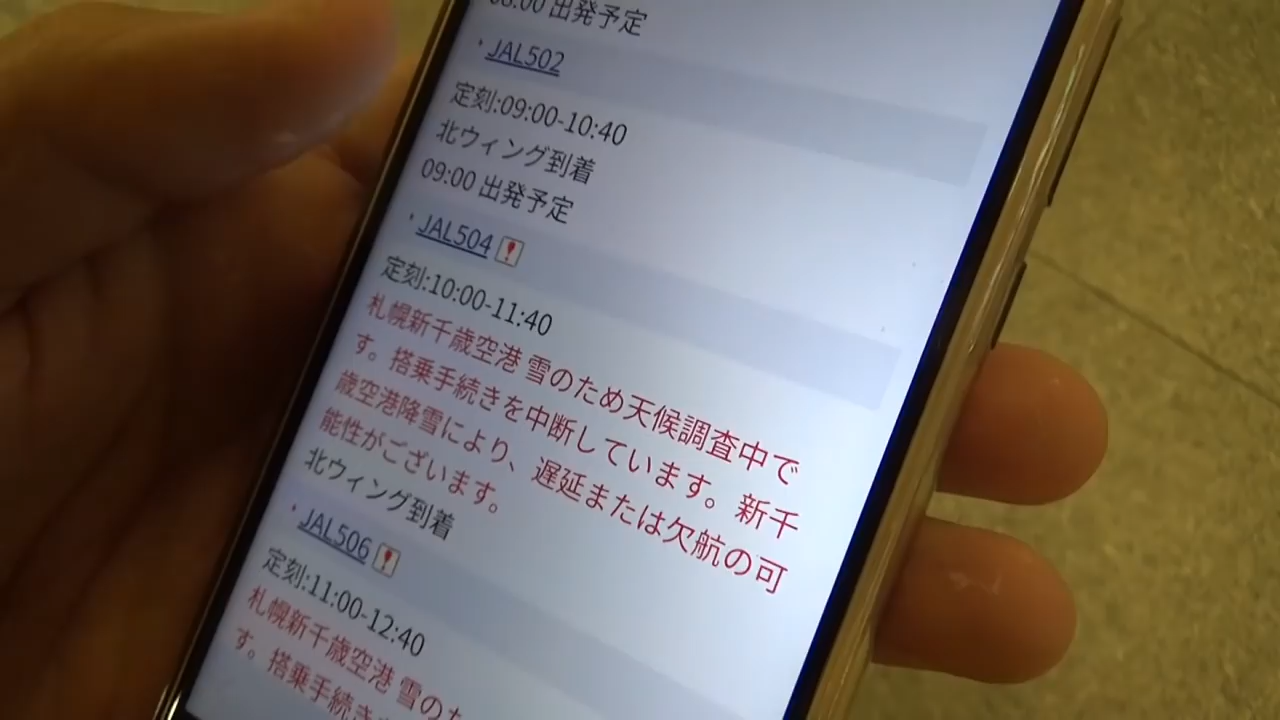 08:00 出発予定
・JAL502
定刻:09:00-10:40
北ウィング到着
09:00 出発予定
・JAL504
定刻:10:00-11:40
札幌新千歳空港 雪のため天候調査中で
す。搭乗手続きを中断しています。新千
歳空港降雪により、遅延または欠航の可
能性がございます。
北ウィング到着
・JAL506
定刻:11:00-12:40
札幌新千歳空港 雪のた
す。搭乗手続き